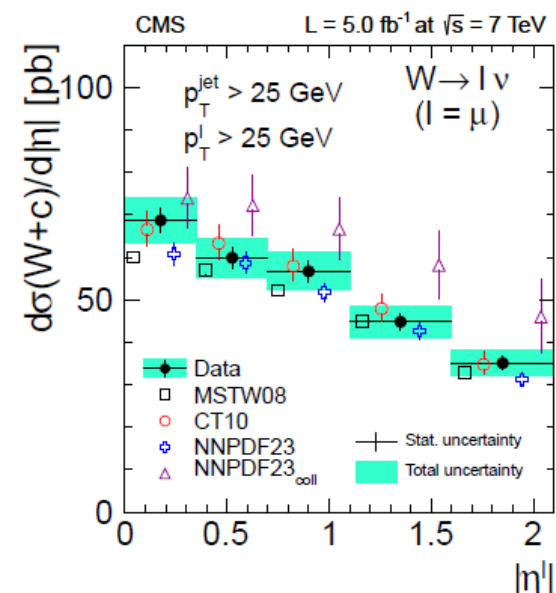 CMS L = 5.0 fb⁻¹ at √s = 7 TeV
dσ(W+c)/d|η| [pb]
100
50
0
p_T^jet > 25 GeV
p_T^l > 25 GeV
W → l ν
(l = μ)
Data
MSTW08
CT10
NNPDF23
NNPDF23_coll
Stat. uncertainty
Total uncertainty
0 0.5 1 1.5 2
|η^l|